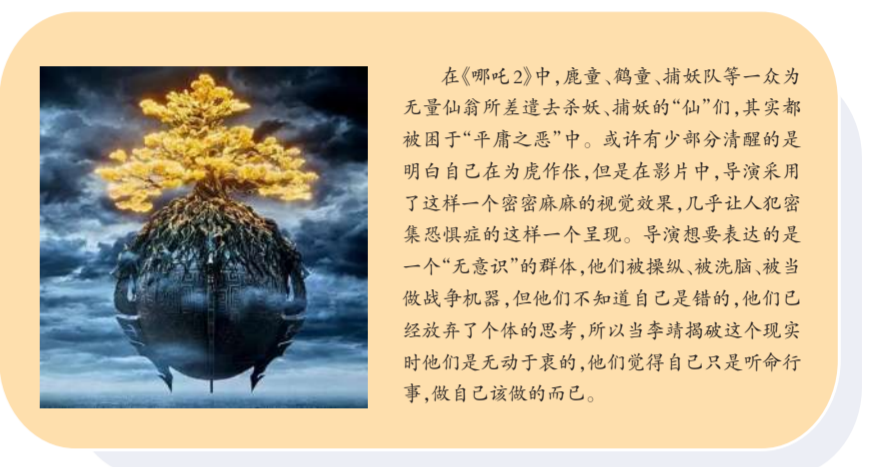 在《哪吒2》中，鹿童、鹤童、捕妖队等一众为
无量仙翁所差遣去杀妖、捕妖的“仙”们，其实都
被困于“平庸之恶”中。或许有少部分清醒的是
明白自己在为虎作伥，但是在影片中，导演采用
了这样一个密密麻麻的视觉效果，几乎让人犯密
集恐惧症的这样一个呈现。导演想要表达的是
一个“无意识”的群体，他们被操纵、被洗脑、被当
做战争机器，但他们不知道自己是错的，他们已
经放弃了个体的思考，所以当李靖揭破这个现实
时他们是无动于衷的，他们觉得自己只是听命行
事，做自己该做的而已。